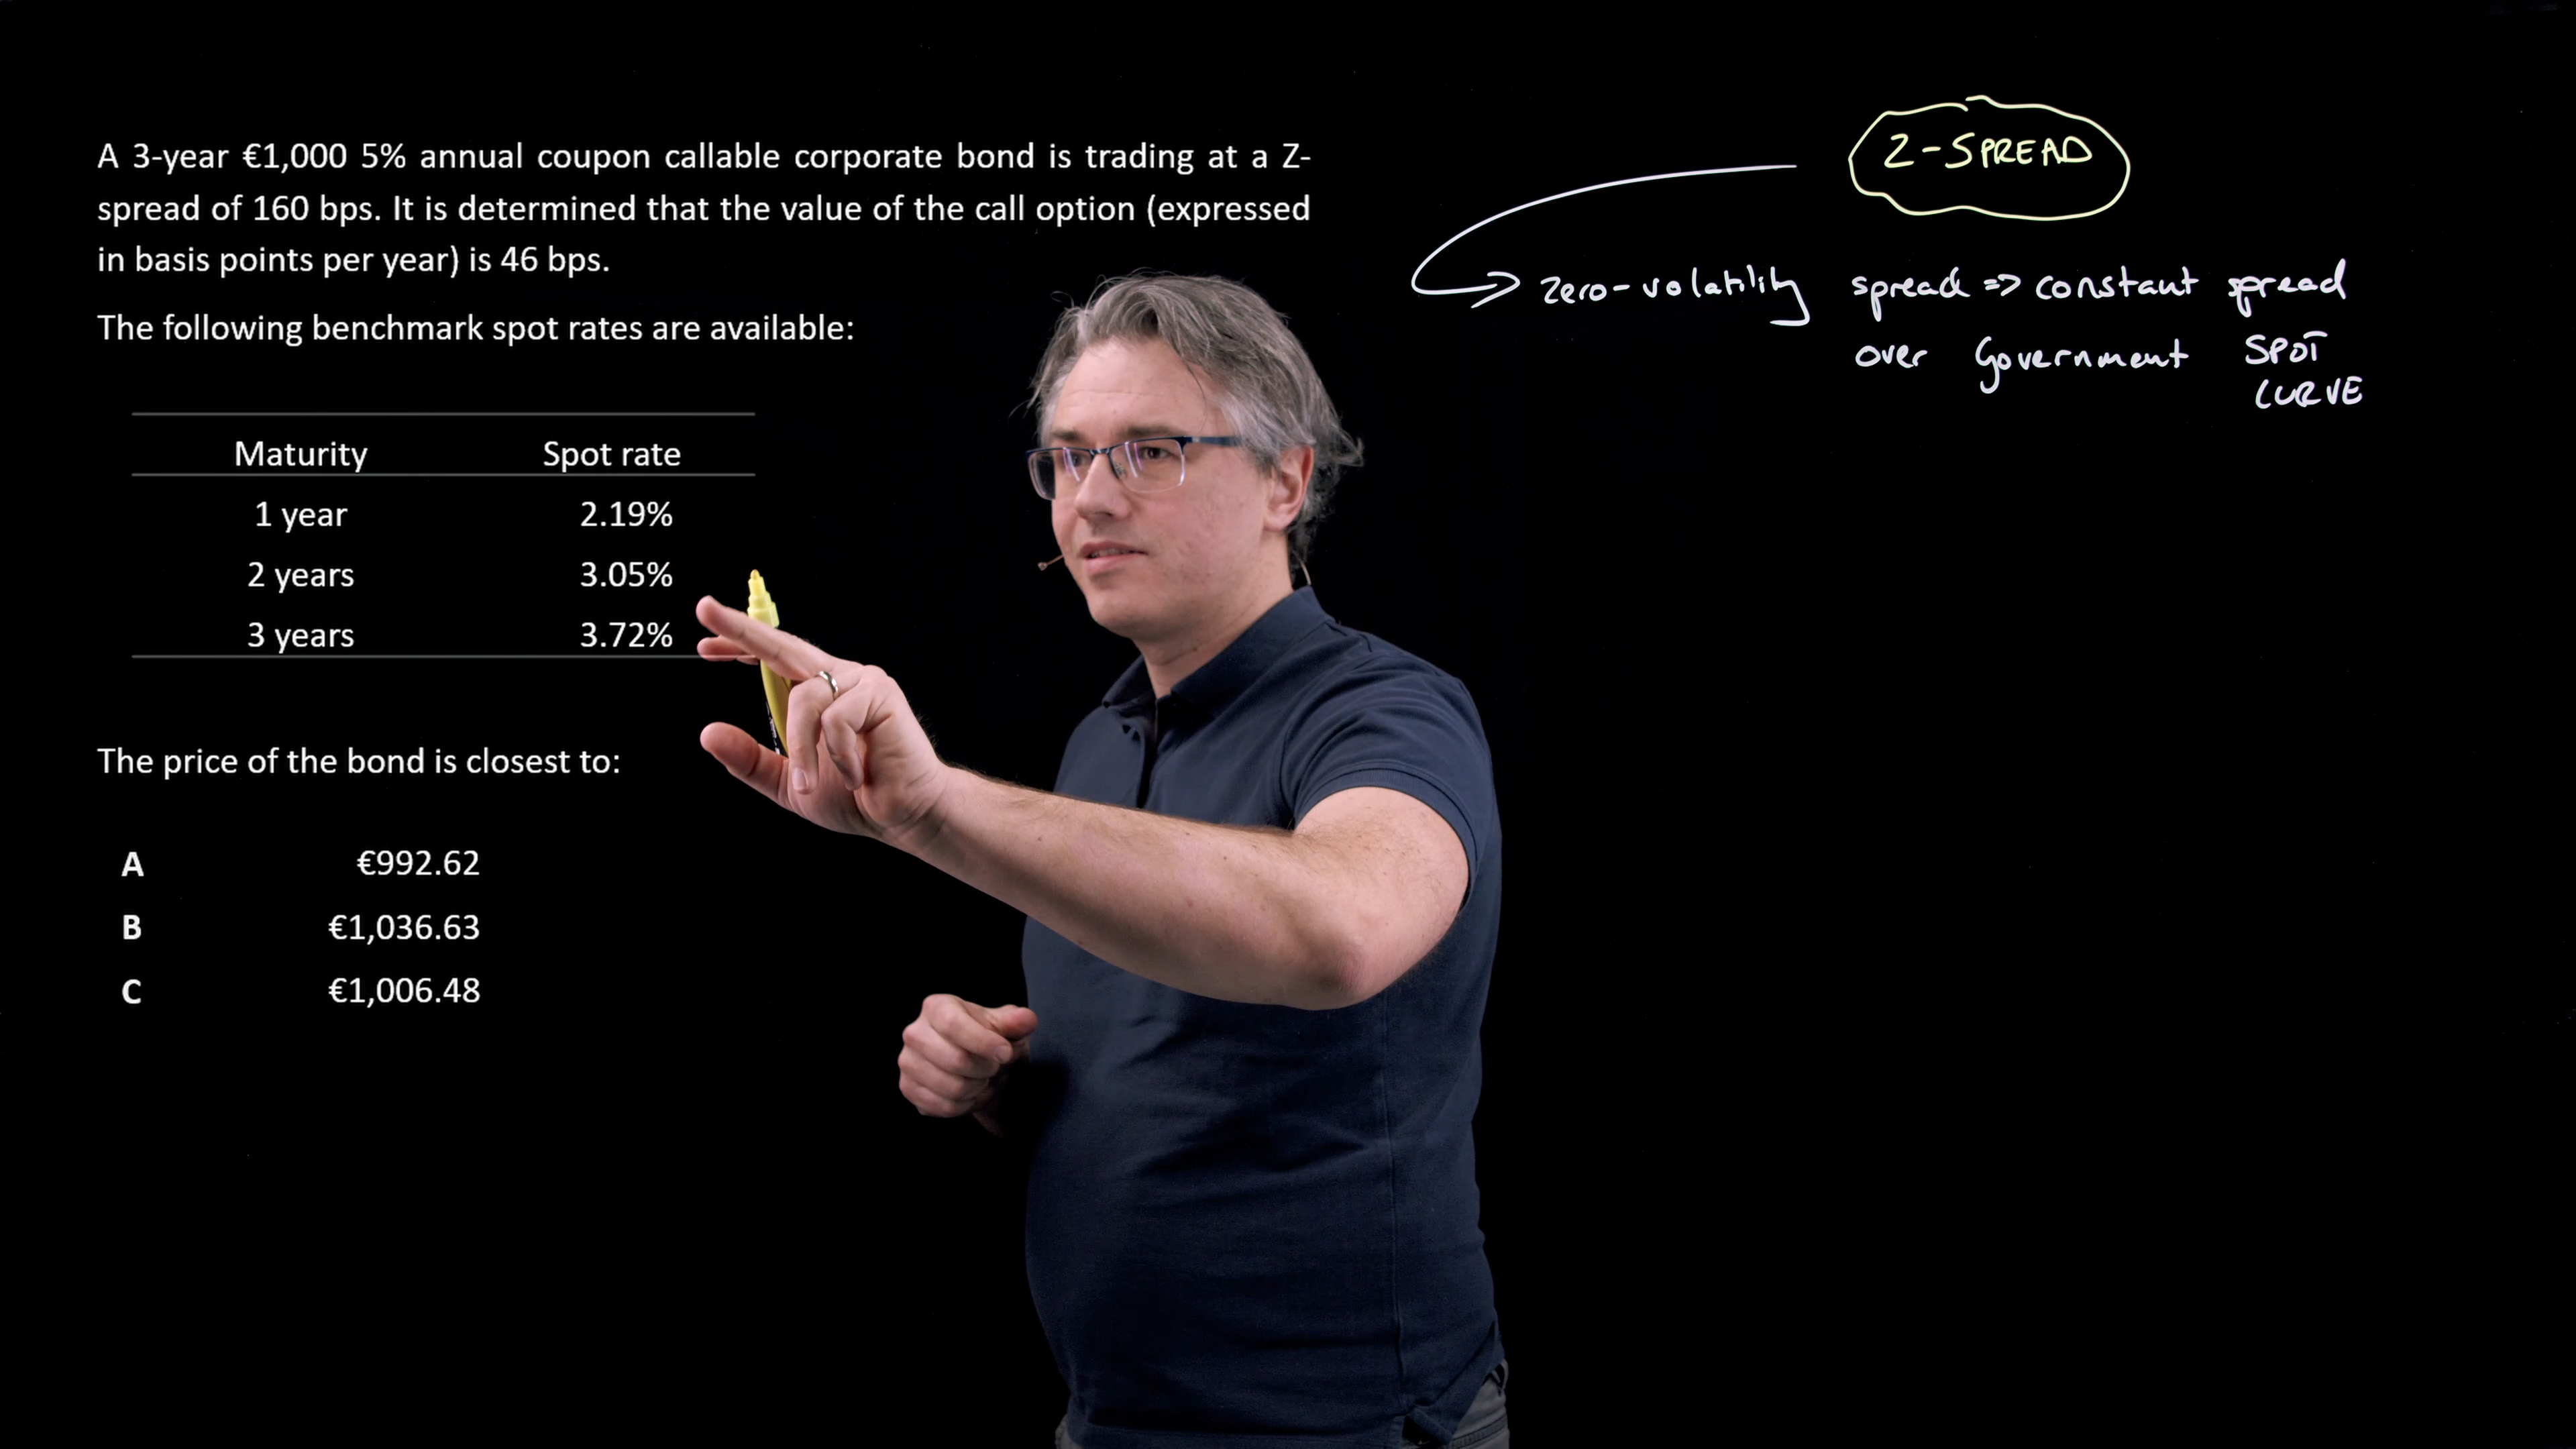 A 3-year €1,000 5% annual coupon callable corporate bond is trading at a Z-
spread of 160 bps. It is determined that the value of the call option (expressed
in basis points per year) is 46 bps.
The following benchmark spot rates are available:
Maturity Spot rate
1 year 2.19%
2 years 3.05%
3 years 3.72%
The price of the bond is closest to:
A €992.62
B €1,036.63
C €1,006.48
Z-SPREAD
zero-volatility spread => constant spread
over Government SPOT
CURVE